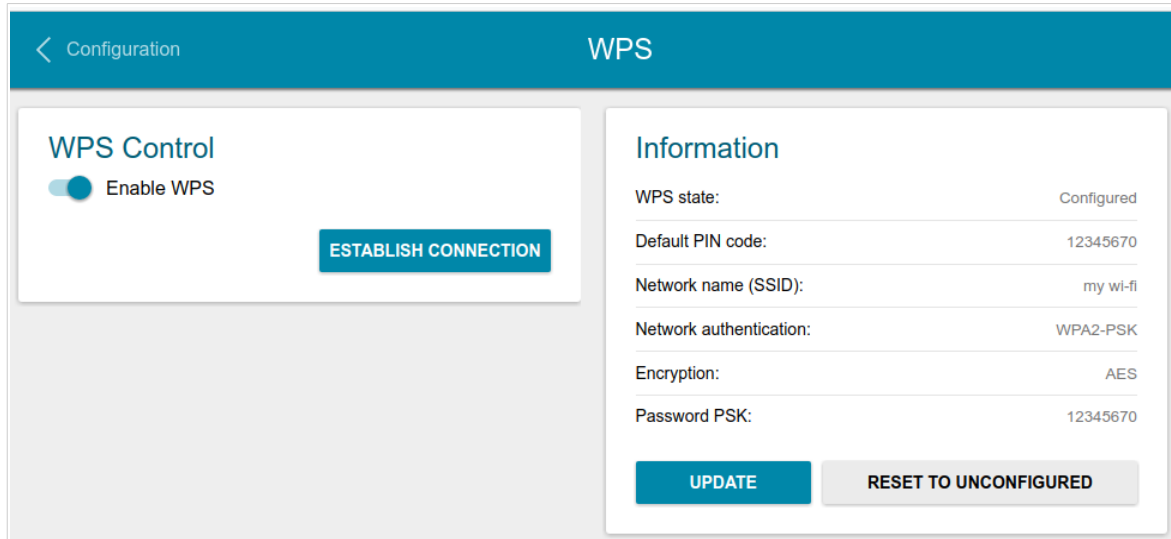 Configuration
WPS
WPS Control
Enable WPS
ESTABLISH CONNECTION
Information
WPS state: Configured
Default PIN code: 12345670
Network name (SSID): my wi-fi
Network authentication: WPA2-PSK
Encryption: AES
Password PSK: 12345670
UPDATE RESET TO UNCONFIGURED